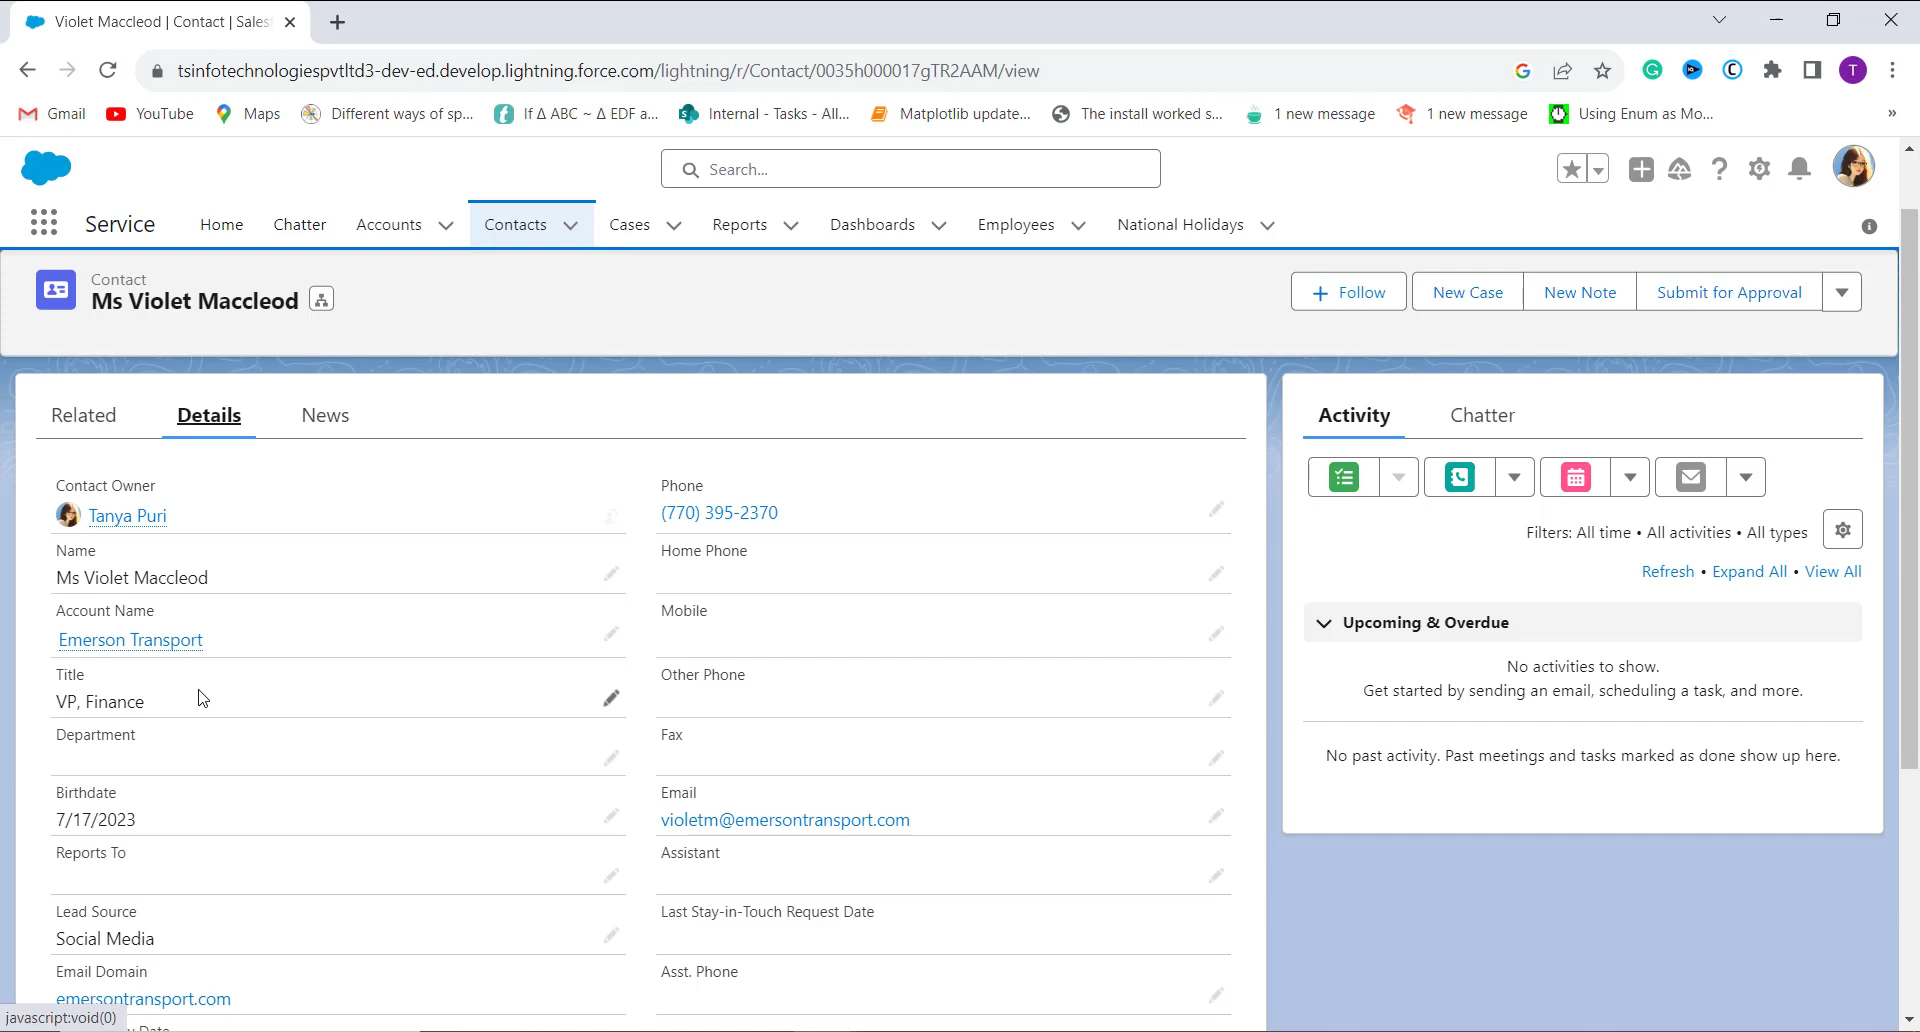 Violet Maccleod | Contact | Sales
tsinfotechnologiespvtltd3-dev-ed.develop.lightning.force.com/lightning/r/Contact/0035h000017gTR2AAM/view
T
Gmail YouTube Maps Different ways of sp... If Δ ABC ~ Δ EDF a... Internal - Tasks - All... Matplotlib update... The install worked s... 1 new message 1 new message Using Enum as Mo... »
Search...
Service Home Chatter Accounts Contacts Cases Reports Dashboards Employees National Holidays
Contact
Ms Violet Maccleod
+ Follow New Case New Note Submit for Approval
Related Details News
Contact Owner
Tanya Puri
Name
Ms Violet Maccleod
Account Name
Emerson Transport
Title
VP, Finance
Department
Birthdate
7/17/2023
Reports To
Lead Source
Social Media
Email Domain
emersontransport.com
Phone
(770) 395-2370
Home Phone
Mobile
Other Phone
Fax
Email
violetm@emersontransport.com
Assistant
Last Stay-in-Touch Request Date
Asst. Phone
Activity Chatter
Filters: All time • All activities • All types
Refresh • Expand All • View All
Upcoming & Overdue
No activities to show.
Get started by sending an email, scheduling a task, and more.
No past activity. Past meetings and tasks marked as done show up here.
javascript:void(0)